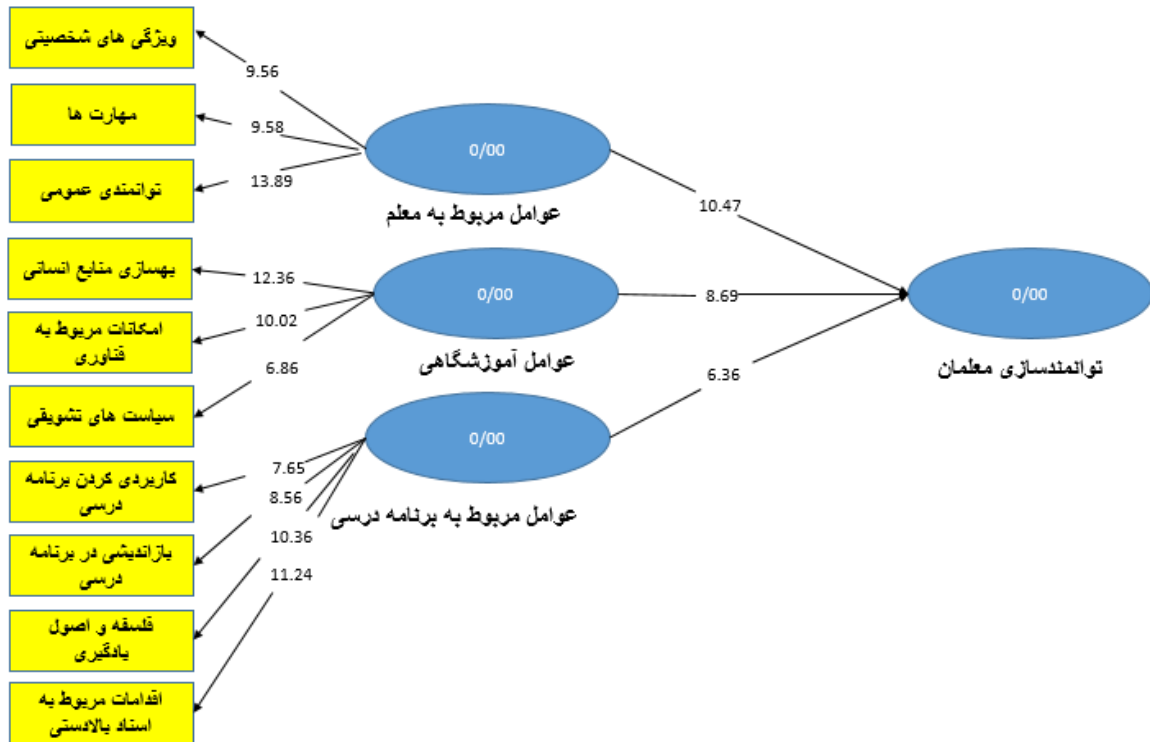 ویژگی های شخصیتی
9.56
مهارت ها
9.58
0/00
توانمندی عمومی
13.89
عوامل مربوط به معلم
10.47
بهسازی منابع انسانی
12.36
0/00
8.69
0/00
امکانات مربوط به
فناوری
10.02
عوامل آموزشگاهی
توانمندسازی معلمان
6.86
6.36
سیاست های تشویقی
0/00
کاربردی کردن برنامه
درسی
7.65
8.56
عوامل مربوط به برنامه درسی
بازاندیشی در برنامه
درسی
10.36
11.24
فلسفه و اصول
یادگیری
اقدامات مربوط به
اسناد بالادستی